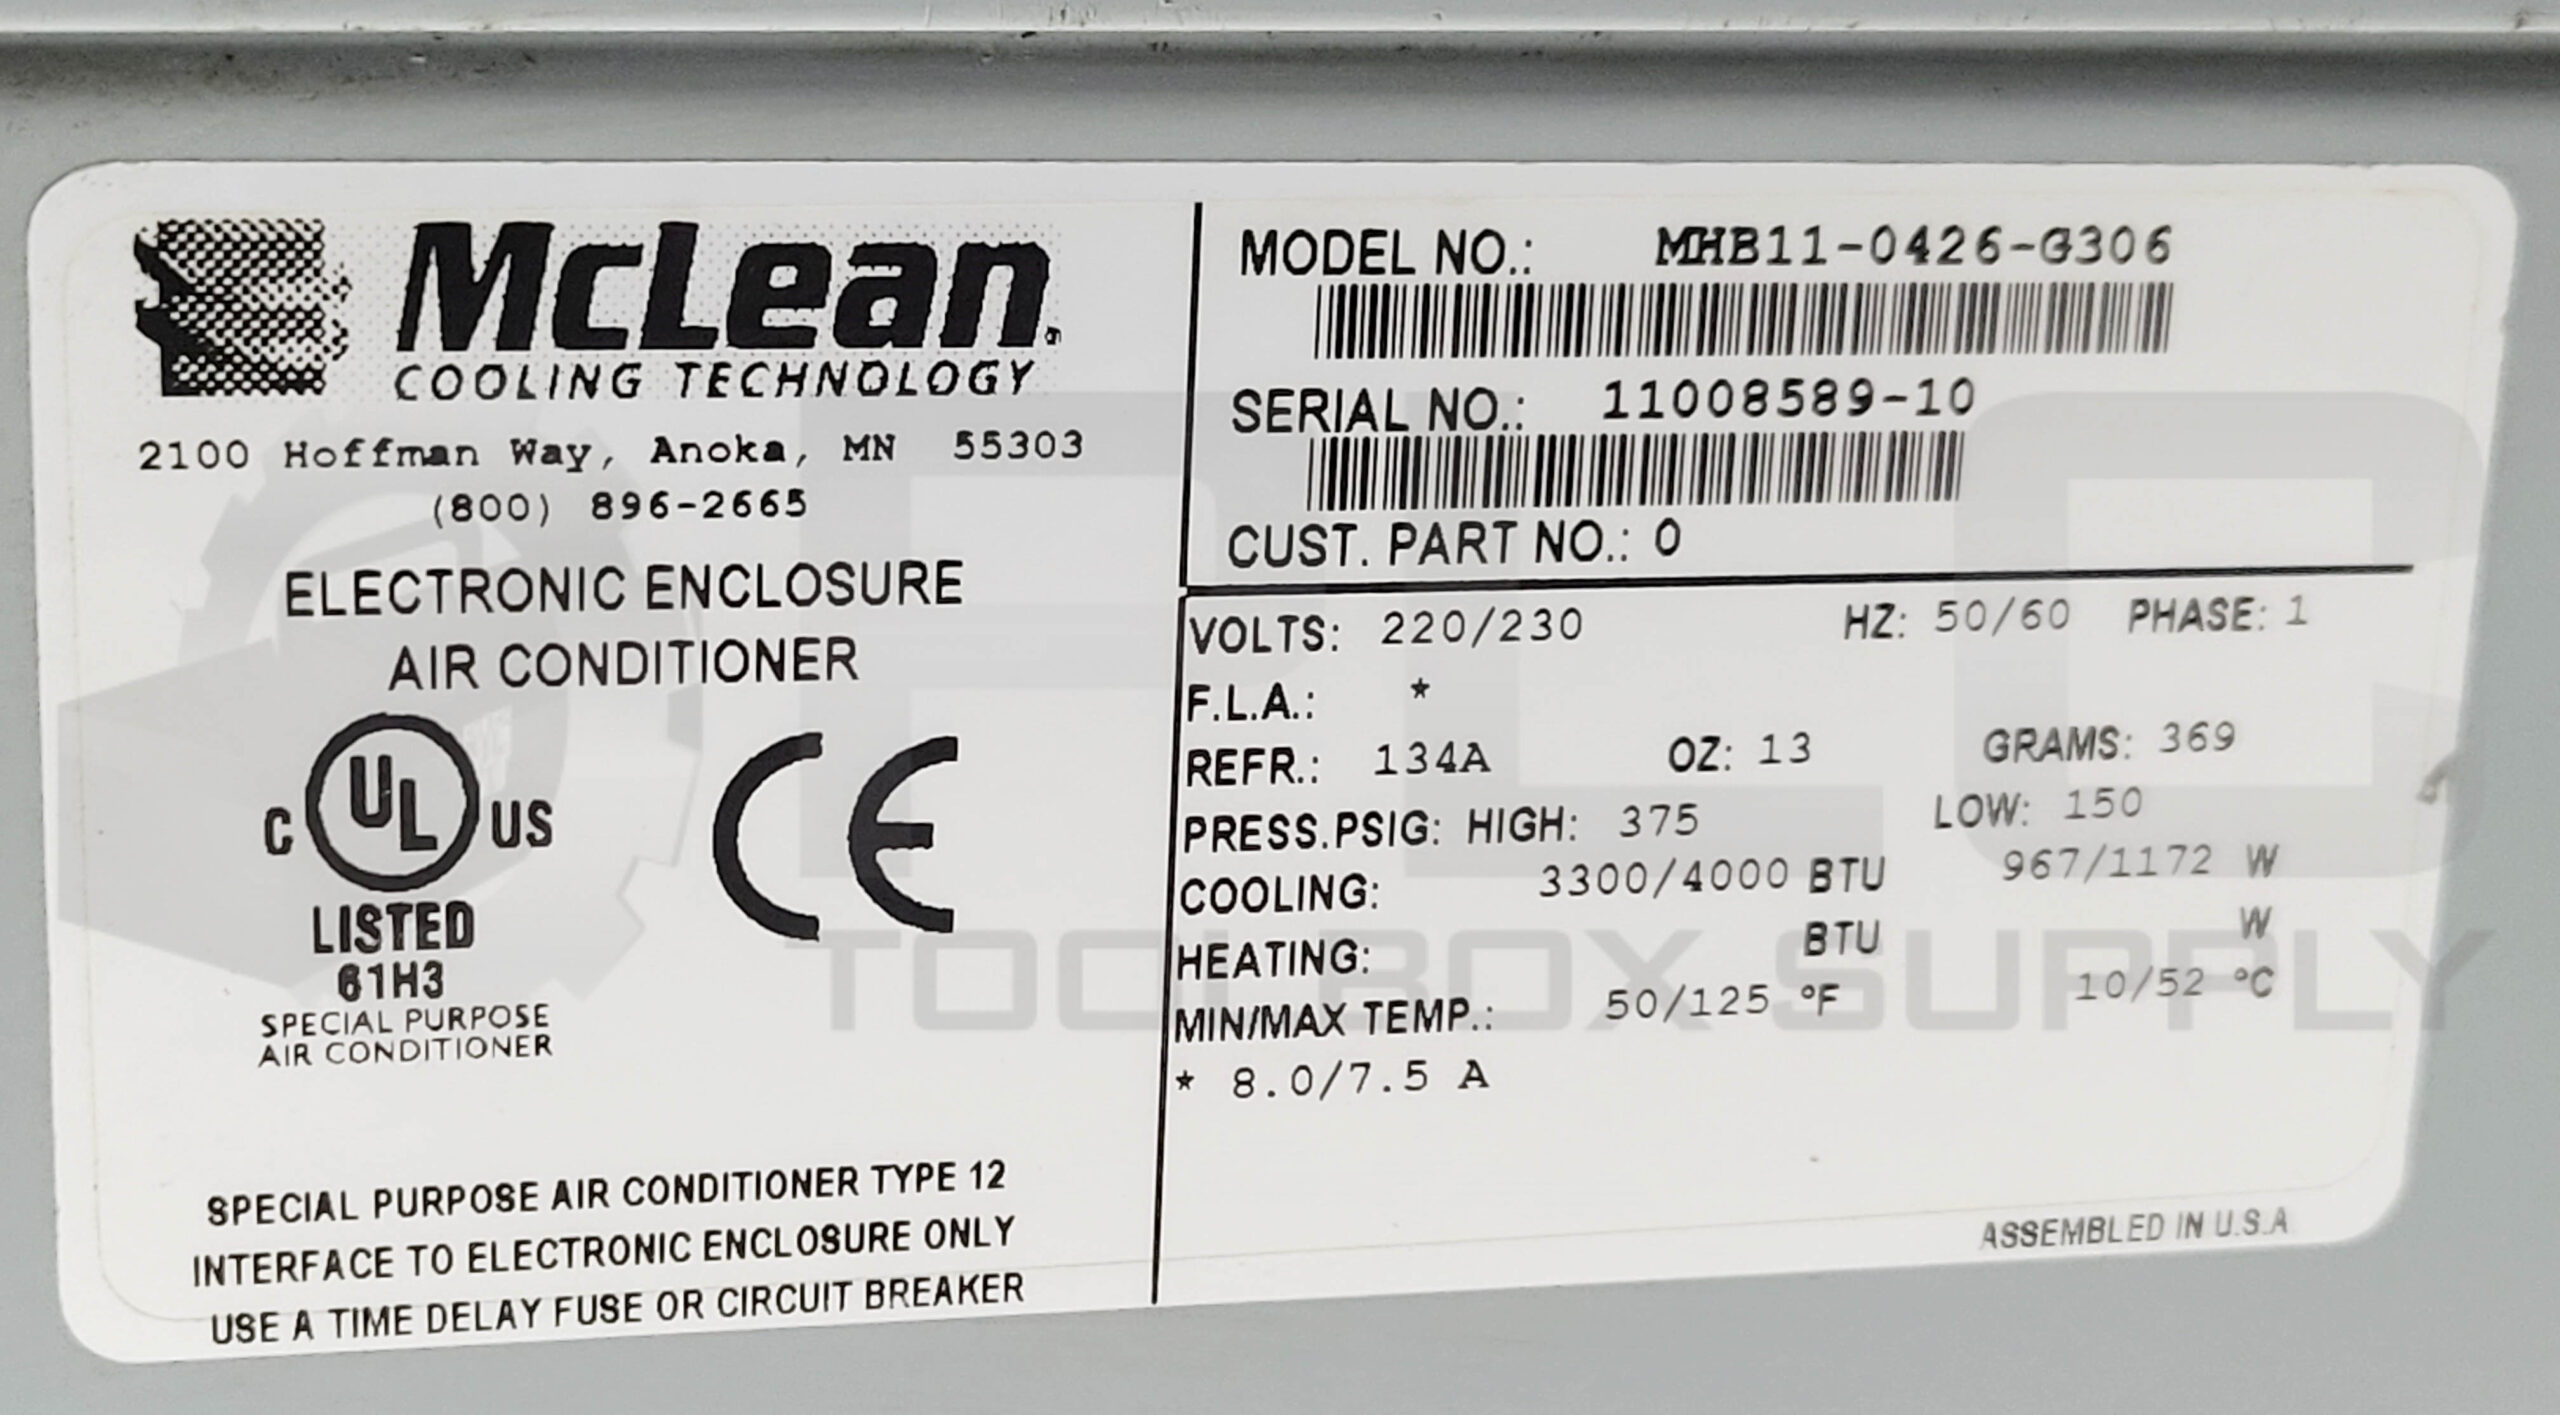 McLean
COOLING TECHNOLOGY
2100 Hoffman Way, Anoka, MN 55303
(800) 896-2665
ELECTRONIC ENCLOSURE
AIR CONDITIONER
C UL US
CE
LISTED
61H3
SPECIAL PURPOSE
AIR CONDITIONER
SPECIAL PURPOSE AIR CONDITIONER TYPE 12
INTERFACE TO ELECTRONIC ENCLOSURE ONLY
USE A TIME DELAY FUSE OR CIRCUIT BREAKER
MODEL NO.: MHB11-0426-G306
SERIAL NO.: 11008589-10
CUST. PART NO.: 0
VOLTS: 220/230 HZ: 50/60 PHASE: 1
F.L.A.: *
REFR.: 134A OZ: 13 GRAMS: 369
PRESS.PSIG: HIGH: 375 LOW: 150
COOLING: 3300/4000 BTU 967/1172 W
HEATING: BTU W
MIN/MAX TEMP.: 50/125 °F 10/52 °C
* 8.0/7.5 A
ASSEMBLED IN U.S.A
PLC
TOOLBOX SUPPLY